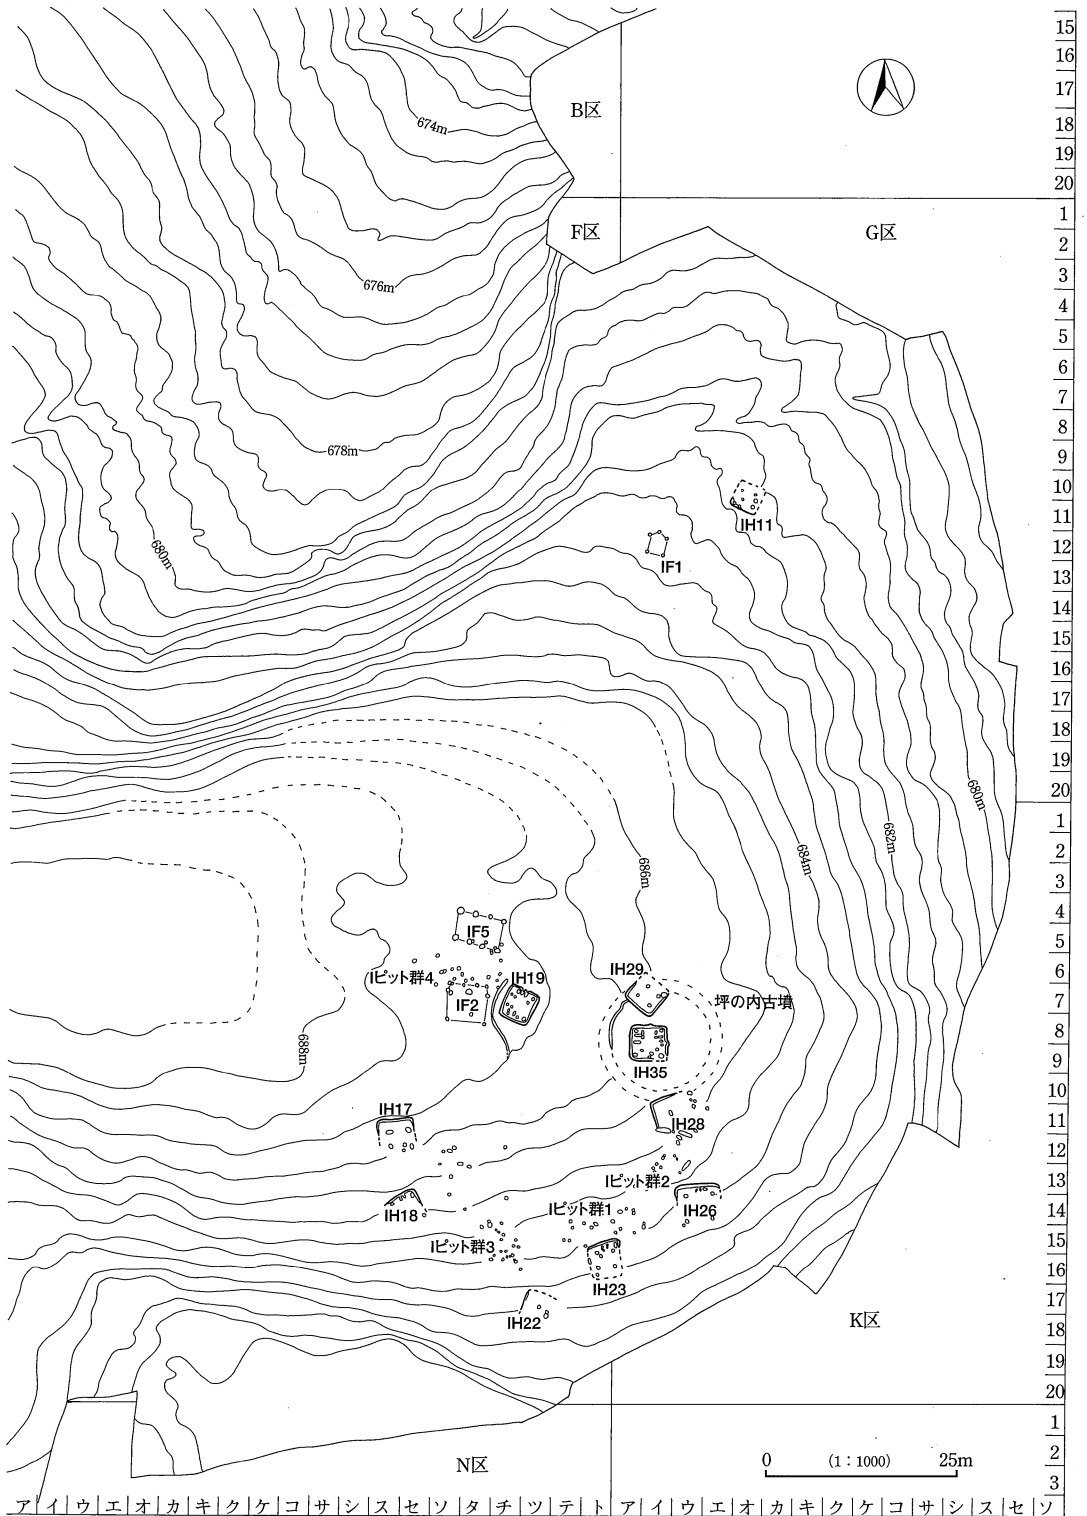 15
16
B区
17
674m
18
19
20
1
F区
G区
2
3
676m
4
5
6
7
8
678m
9
10
IH11
11
680m
12
IF1
13
14
15
16
17
18
19
680m
20
1
682m
2
684m
686m
3
4
IF5
5
IH29
6
Iピット群4
IH19
IF2
坪の内古墳
7
8
688m
IH35
9
10
IH17
11
IH28
12
Iピット群2
13
IH18
Iピット群1
IH26
14
Iピット群3
15
16
IH23
17
IH22
K区
18
19
20
1
N区
0 (1:1000) 25m
2
3
ア イ ウ エ オ カ キ ク ケ コ サ シ ス セ ソ タ チ ツ テ ト ア イ ウ エ オ カ キ ク ケ コ サ シ ス セ ソ